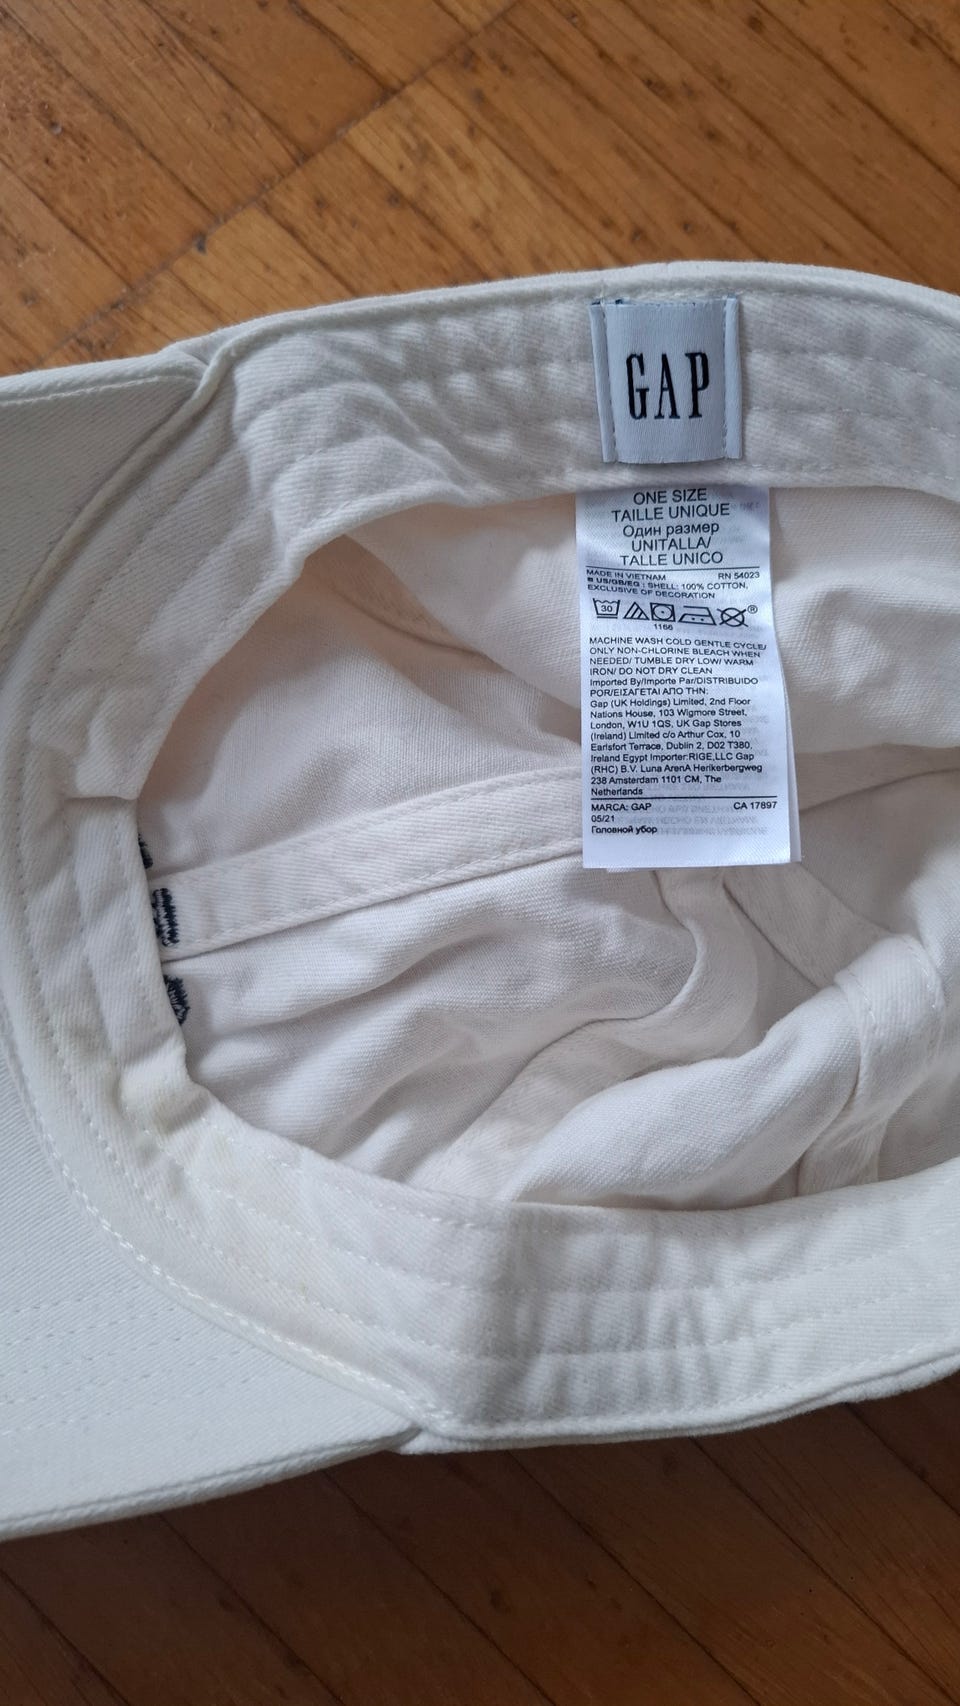 GAP
ONE SIZE
TAILLE UNIQUE
Один размер
UNITALLA/
TALLE UNICO
MADE IN VIETNAM RN 54023
US/GB/EG : SHELL: 100% COTTON,
EXCLUSIVE OF DECORATION
30
1166
MACHINE WASH COLD GENTLE CYCLE/
ONLY NON-CHLORINE BLEACH WHEN
NEEDED/ TUMBLE DRY LOW/ WARM
IRON/ DO NOT DRY CLEAN
Imported By/Importe Par/DISTRIBUIDO
POR/ΕΙΣΑΓΕΤΑΙ ΑΠΟ ΤΗΝ:
Gap (UK Holdings) Limited, 2nd Floor
Nations House, 103 Wigmore Street,
London, W1U 1QS, UK Gap Stores
(Ireland) Limited c/o Arthur Cox, 10
Earlsfort Terrace, Dublin 2, D02 T380,
Ireland Egypt Importer:RIGE,LLC Gap
(RHC) B.V. Luna ArenA Herikerbergweg
238 Amsterdam 1101 CM, The
Netherlands
MARCA: GAP CA 17897
05/21
Головной убор